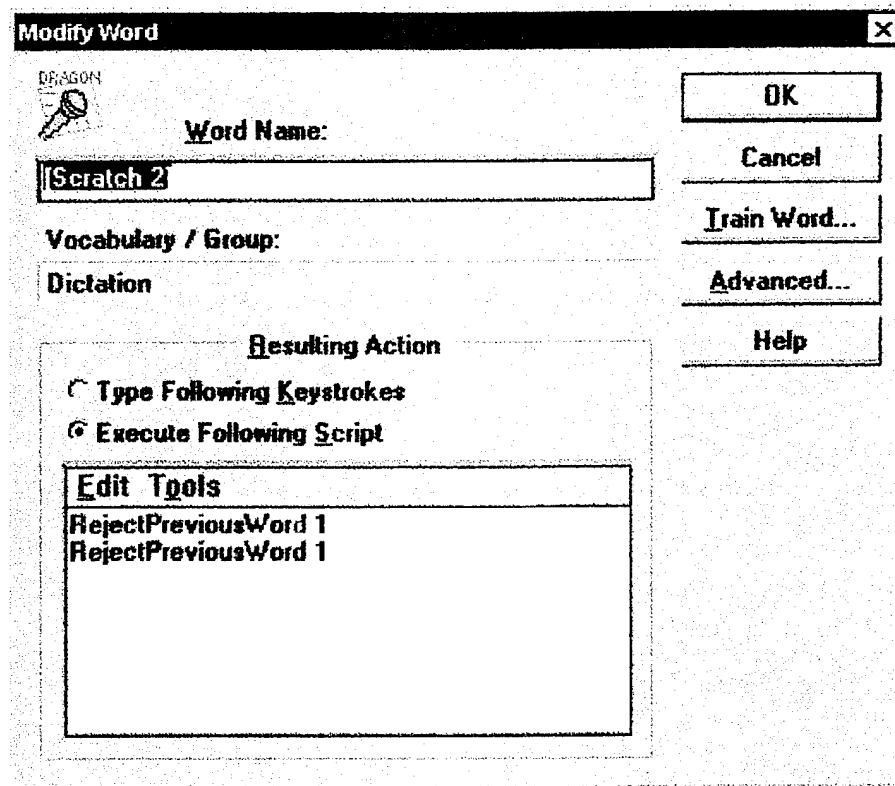 Modify Word
DRAGON
Word Name:
[Scratch 2]
Vocabulary / Group:
Dictation
Resulting Action
Type Following Keystrokes
Execute Following Script
Edit Tools
RejectPreviousWord 1
RejectPreviousWord 1
OK
Cancel
Train Word...
Advanced...
Help